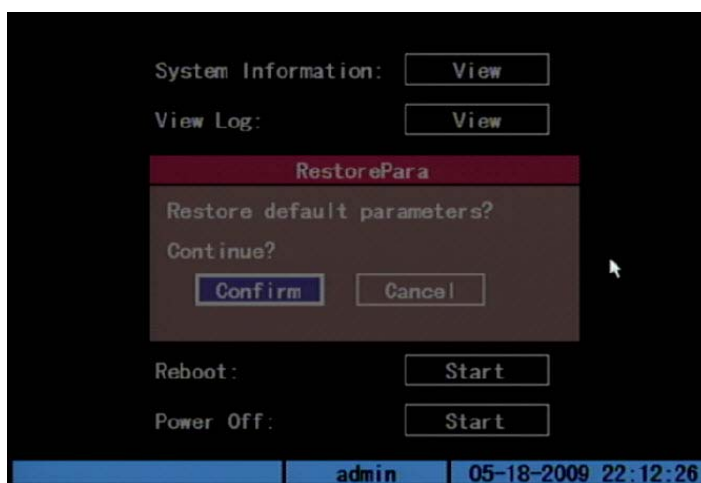 System Information: View
View Log: View
RestorePara
Restore default parameters?
Continue?
Confirm Cancel
Reboot: Start
Power Off: Start
admin 05-18-2009 22:12:26